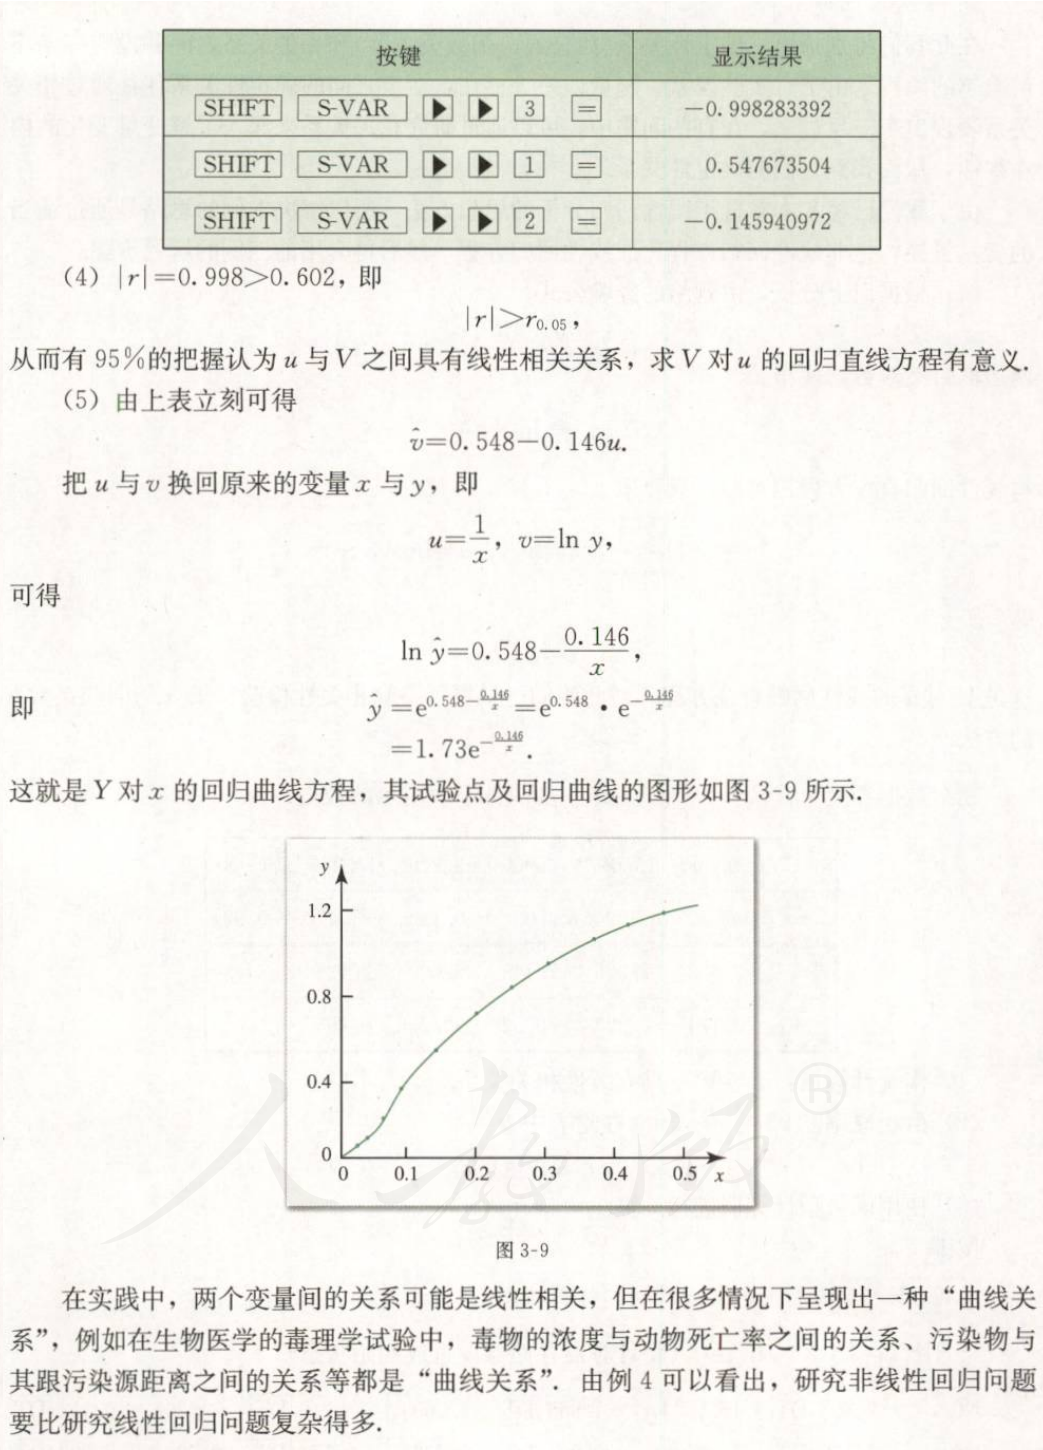 按键 显示结果
SHIFT S-VAR ▶ ▶ 3 = −0.998283392
SHIFT S-VAR ▶ ▶ 1 = 0.547673504
SHIFT S-VAR ▶ ▶ 2 = −0.145940972
(4) |r|=0.998>0.602，即
|r|>r₀.₀₅，
从而有 95%的把握认为 u 与 V 之间具有线性相关关系，求 V 对 u 的回归直线方程有意义.
(5) 由上表立刻可得
v̂=0.548−0.146u.
把 u 与 v 换回原来的变量 x 与 y，即
u=1/x，v=ln y，
可得
ln ŷ=0.548−0.146/x，
即 ŷ=e^(0.548−0.146/x)=e^0.548 · e^(−0.146/x)
=1.73e^(−0.146/x).
这就是 Y 对 x 的回归曲线方程，其试验点及回归曲线的图形如图 3-9 所示.
y
1.2
0.8
0.4
0
0 0.1 0.2 0.3 0.4 0.5 x
人教版®
图 3-9
在实践中，两个变量间的关系可能是线性相关，但在很多情况下呈现出一种“曲线关
系”，例如在生物医学的毒理学试验中，毒物的浓度与动物死亡率之间的关系、污染物与
其跟污染源距离之间的关系等都是“曲线关系”. 由例 4 可以看出，研究非线性回归问题
要比研究线性回归问题复杂得多.